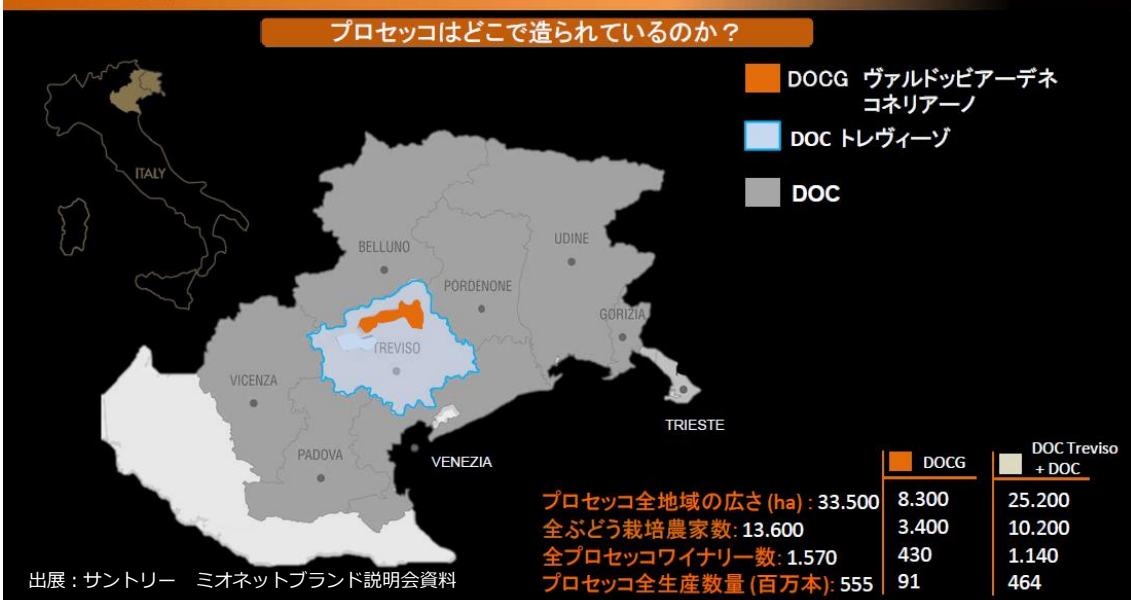 プロセッコはどこで造られているのか？
DOCG ヴァルドッビアーデネ
コネリアーノ
DOC トレヴィーゾ
DOC
ITALY
BELLUNO
UDINE
PORDENONE
GORIZIA
TREVISO
VICENZA
TRIESTE
PADOVA
VENEZIA
DOCG
DOC Treviso
+ DOC
プロセッコ全地域の広さ (ha) : 33.500 8.300 25.200
全ぶどう栽培農家数: 13.600 3.400 10.200
全プロセッコワイナリー数: 1.570 430 1.140
プロセッコ全生産数量 (百万本): 555 91 464
出展：サントリー　ミオネットブランド説明会資料